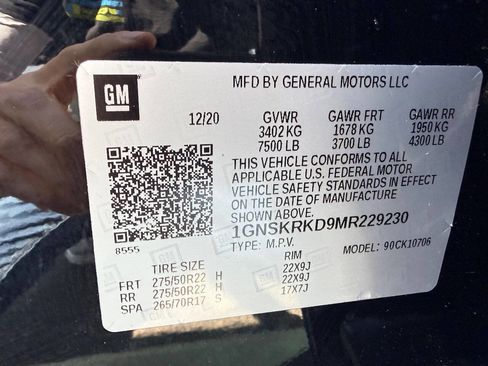 GM
MFD BY GENERAL MOTORS LLC
12/20 GVWR GAWR FRT GAWR RR
3402 KG 1678 KG 1950 KG
7500 LB 3700 LB 4300 LB
THIS VEHICLE CONFORMS TO ALL
APPLICABLE U.S. FEDERAL MOTOR
VEHICLE SAFETY STANDARDS IN EFFECT
ON THE DATE OF MANUFACTURE
SHOWN ABOVE.
1GNSKRKD9MR229230
8555 TYPE: M.P.V. MODEL: 90CK10706
TIRE SIZE RIM
FRT 275/50R22 H 22X9J
RR 275/50R22 H 22X9J
SPA 265/70R17 S 17X7J